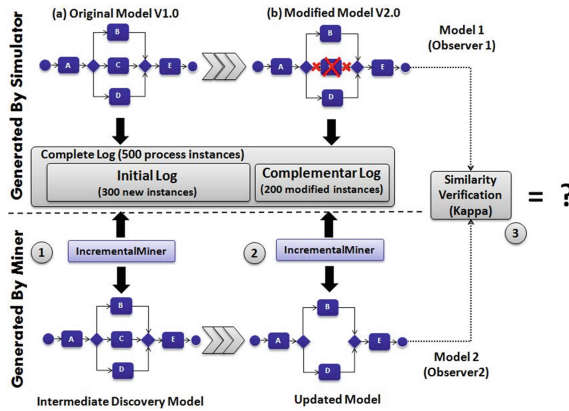 (a) Original Model V1.0
(b) Modified Model V2.0
Model 1
(Observer 1)
Generated By Simulator
B
A
C
E
D
B
A
E
D
Complete Log (500 process instances)
Initial Log
(300 new instances)
Complementar Log
(200 modified instances)
Similarity
Verification
(Kappa)
= ?
3
1
IncrementalMiner
2
IncrementalMiner
Generated By Miner
B
A
C
E
D
B
A
E
D
Model 2
(Observer2)
Intermediate Discovery Model
Updated Model